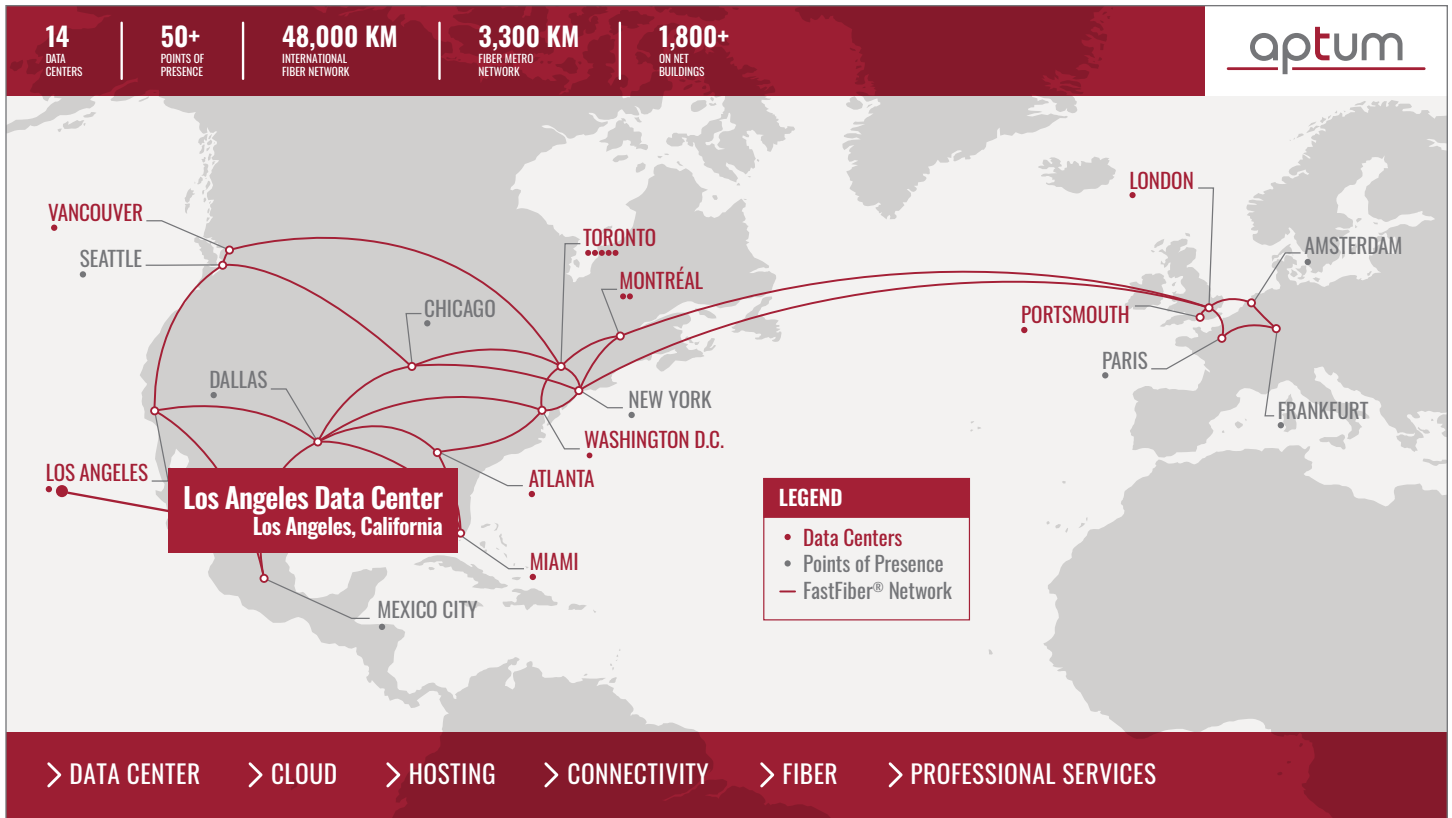 14
DATA
CENTERS
50+
POINTS OF
PRESENCE
48,000 KM
INTERNATIONAL
FIBER NETWORK
3,300 KM
FIBER METRO
NETWORK
1,800+
ON NET
BUILDINGS
aptum
VANCOUVER
SEATTLE
CHICAGO
DALLAS
LOS ANGELES
TORONTO
MONTRÉAL
NEW YORK
WASHINGTON D.C.
ATLANTA
MIAMI
MEXICO CITY
Los Angeles Data Center
Los Angeles, California
LONDON
AMSTERDAM
PORTSMOUTH
PARIS
FRANKFURT
LEGEND
• Data Centers
• Points of Presence
— FastFiber® Network
> DATA CENTER
> CLOUD
> HOSTING
> CONNECTIVITY
> FIBER
> PROFESSIONAL SERVICES